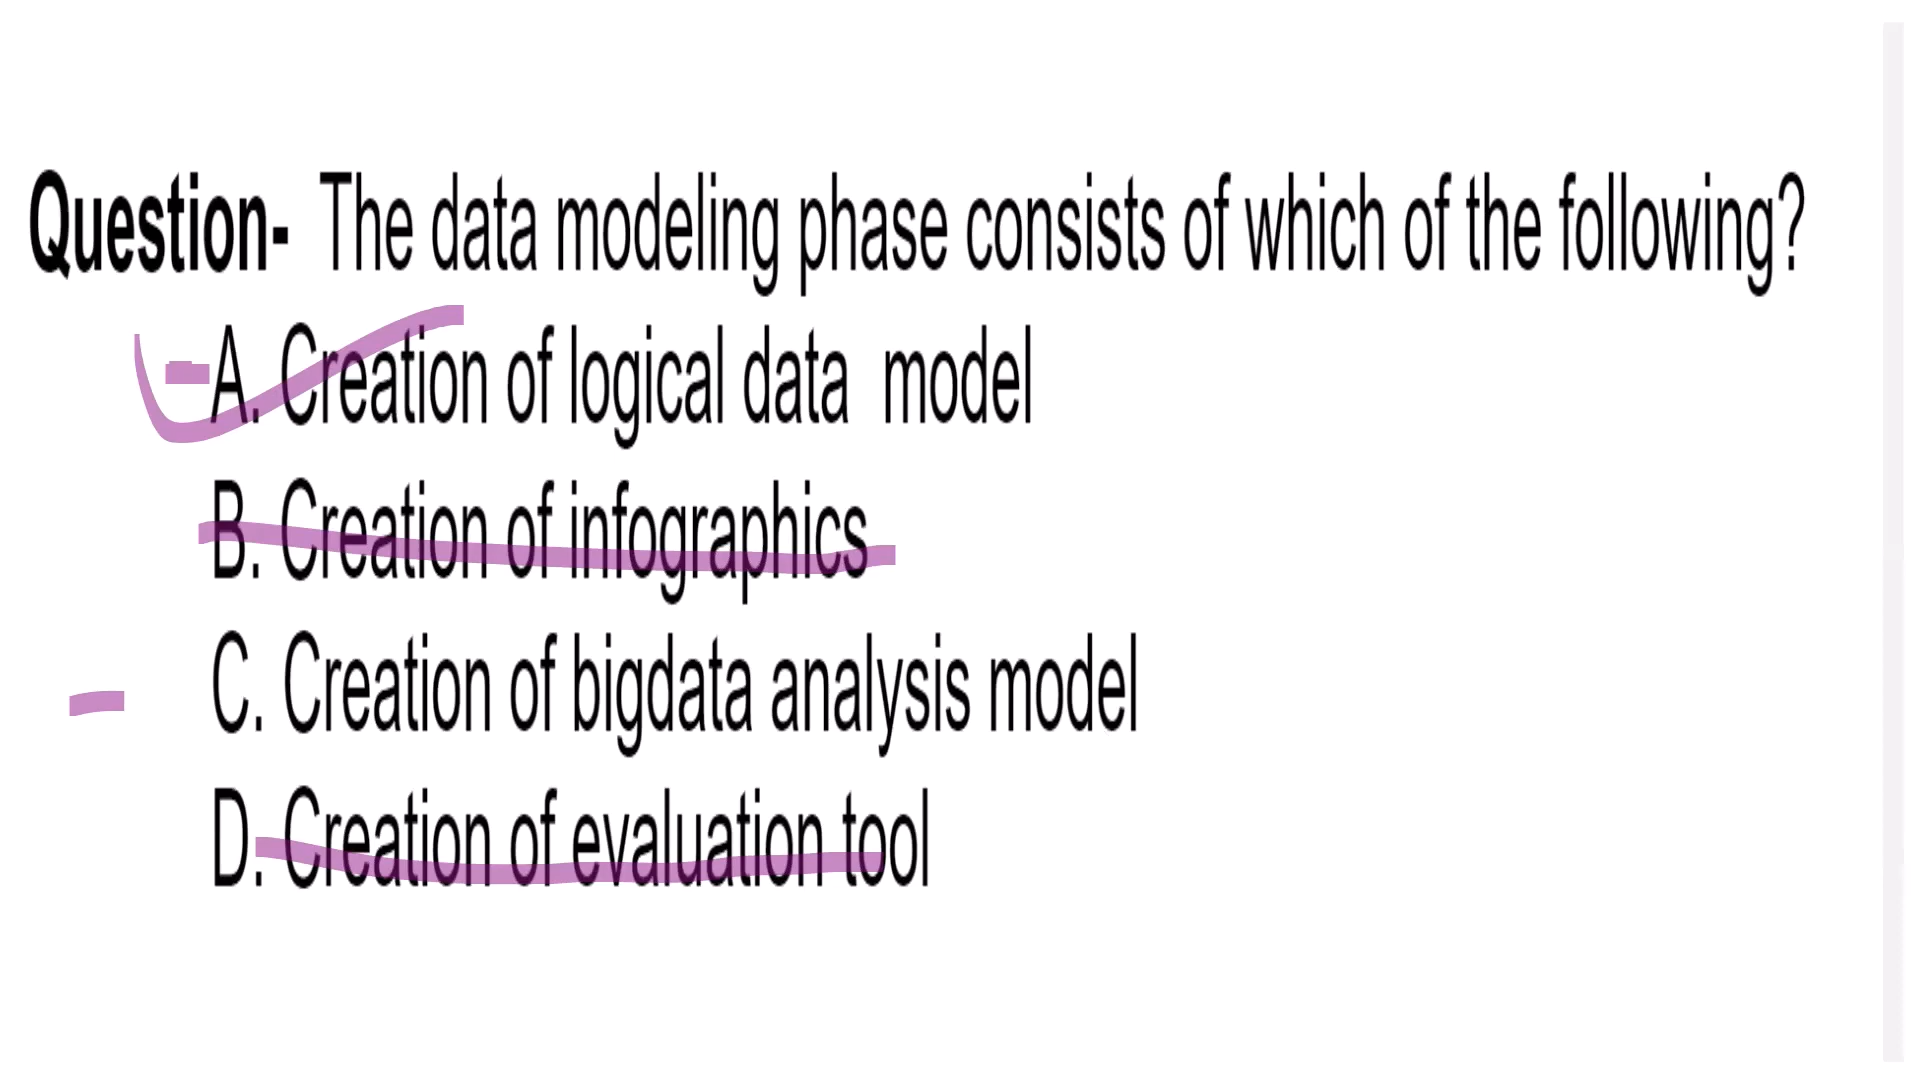 Question- The data modeling phase consists of which of the following?
A. Creation of logical data model
B. Creation of infographics
C. Creation of bigdata analysis model
D. Creation of evaluation tool